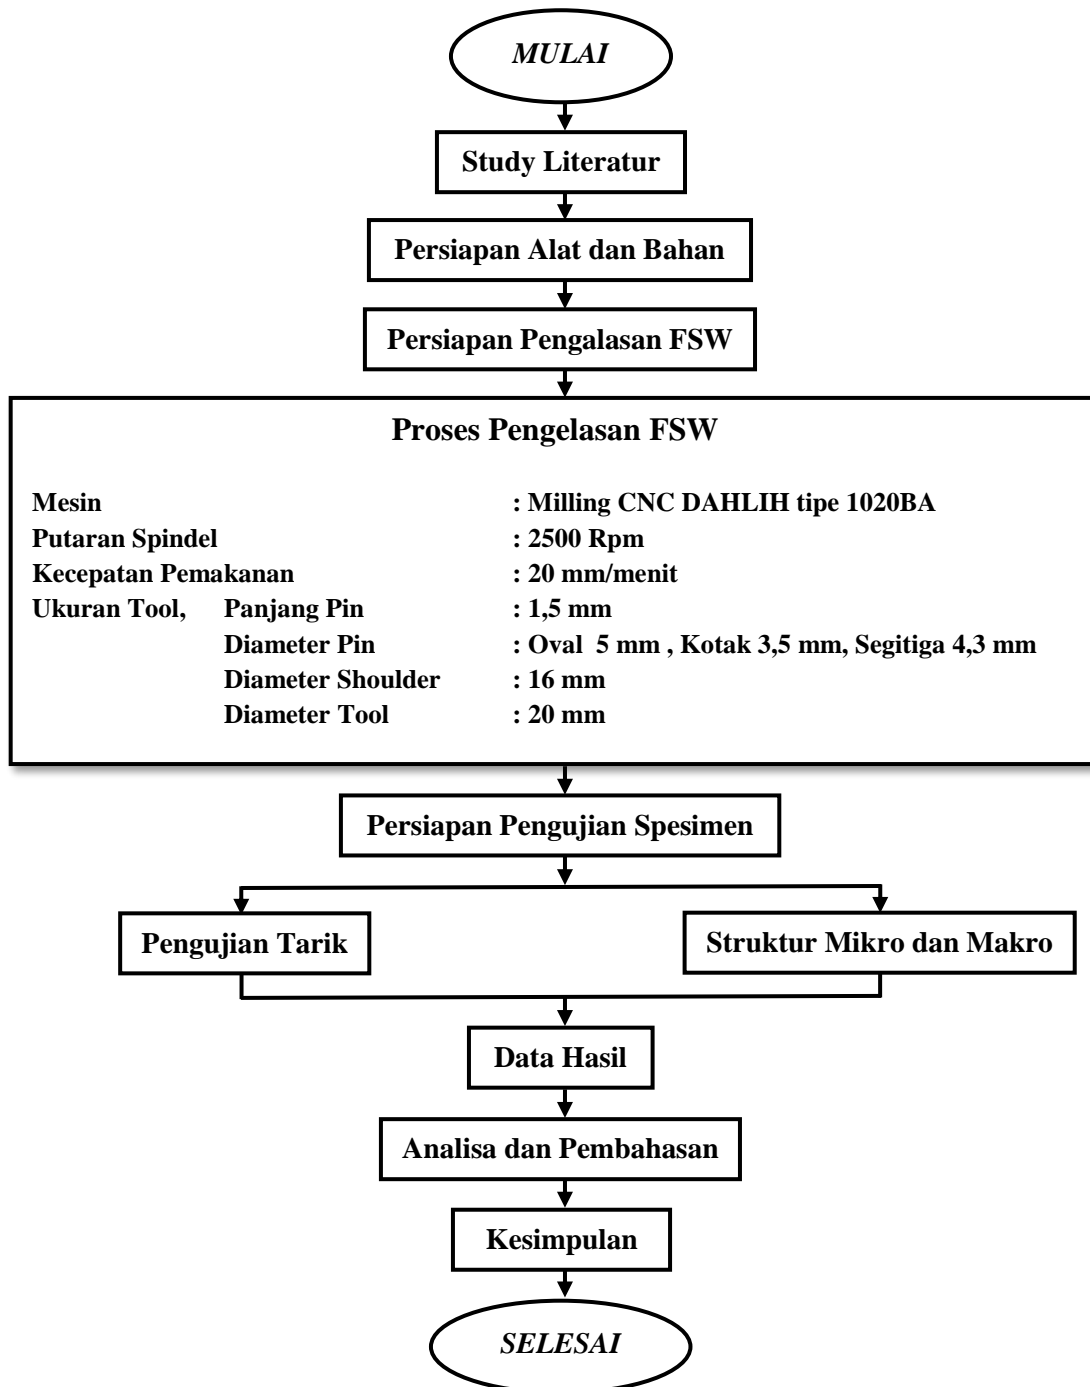 MULAI
Study Literatur
Persiapan Alat dan Bahan
Persiapan Pengalasan FSW
Proses Pengelasan FSW
Mesin : Milling CNC DAHLIH tipe 1020BA
Putaran Spindel : 2500 Rpm
Kecepatan Pemakanan : 20 mm/menit
Ukuran Tool, Panjang Pin : 1,5 mm
Diameter Pin : Oval 5 mm , Kotak 3,5 mm, Segitiga 4,3 mm
Diameter Shoulder : 16 mm
Diameter Tool : 20 mm
Persiapan Pengujian Spesimen
Pengujian Tarik
Struktur Mikro dan Makro
Data Hasil
Analisa dan Pembahasan
Kesimpulan
SELESAI